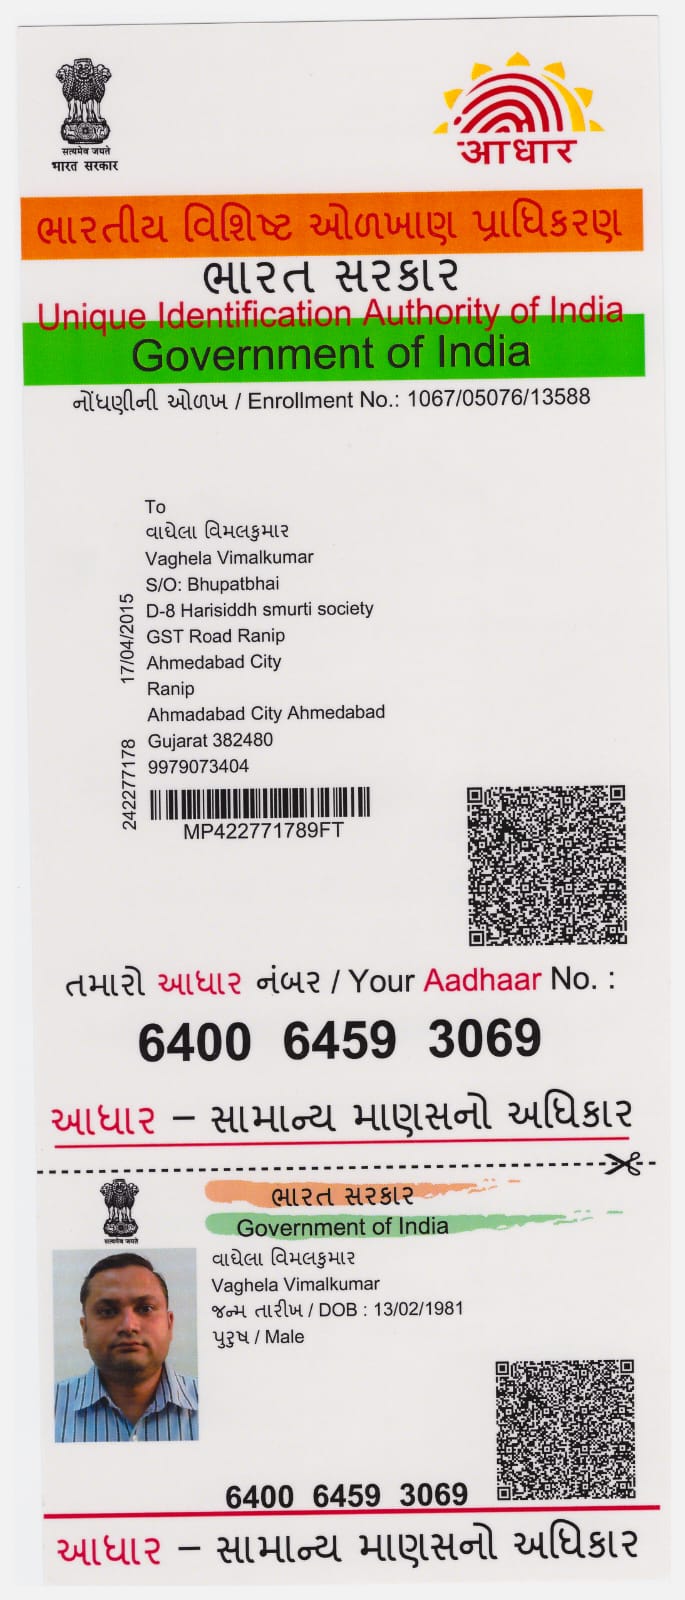 सत्यमेव जयते
भारत सरकार
आधार
ભારતીય વિશિષ્ટ ઓળખાણ પ્રાધિકરણ
ભારત સરકાર
Unique Identification Authority of India
Government of India
નોંધણીની ઓળખ / Enrollment No.: 1067/05076/13588
To
વાઘેલા વિમલકુમાર
Vaghela Vimalkumar
S/O: Bhupatbhai
D-8 Harisiddh smurti society
GST Road Ranip
Ahmedabad City
Ranip
Ahmadabad City Ahmedabad
Gujarat 382480
9979073404
17/04/2015
242277178
MP422771789FT
તમારો આધાર નંબર / Your Aadhaar No. :
6400 6459 3069
આધાર – સામાન્ય માણસનો અધિકાર
सत्यमेव जयते
ભારત સરકાર
Government of India
વાઘેલા વિમલકુમાર
Vaghela Vimalkumar
જન્મ તારીખ / DOB : 13/02/1981
પુરુષ / Male
6400 6459 3069
આધાર – સામાન્ય માણસનો અધિકાર